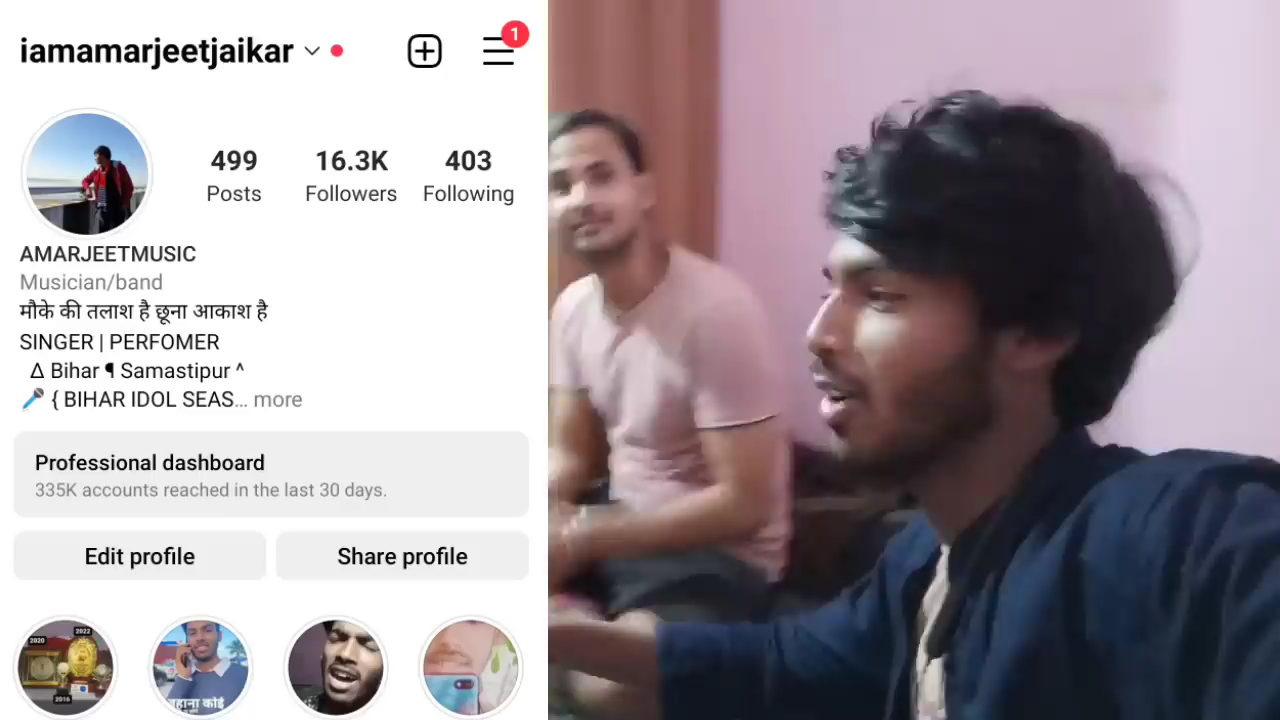 iamamarjeetjaikar
1
499
16.3K
403
Posts
Followers
Following
AMARJEETMUSIC
Musician/band
मौके की तलाश है छूना आकाश है
SINGER | PERFOMER
∆ Bihar ¶ Samastipur ^
🎤 { BIHAR IDOL SEAS... more
Professional dashboard
335K accounts reached in the last 30 days.
Edit profile
Share profile
2020
2022
2016
कोई